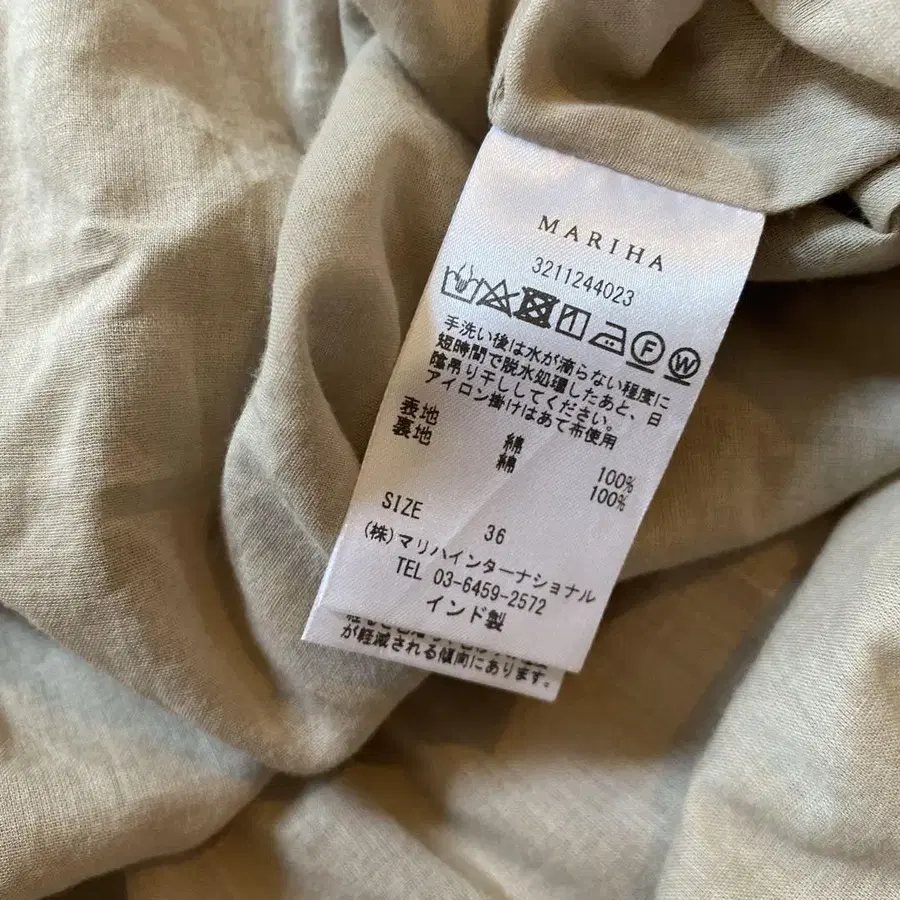 MARIHA
3211244023
F W
手洗い後は水が滴らない程度に
短時間で脱水処理したあと、日
陰吊り干ししてください。
アイロン掛けはあて布使用
表地 綿 100%
裏地 綿 100%
SIZE 36
(株)マリハインターナショナル
TEL 03-6459-2572
インド製
が軽減される傾向にあります。